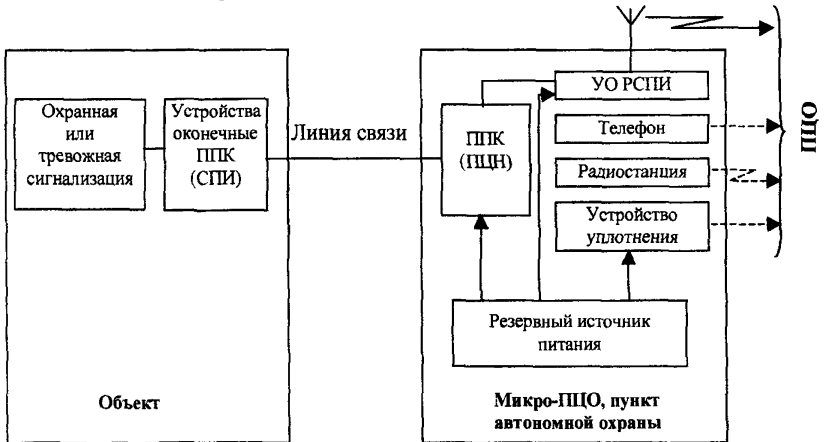 Охранная
или
тревожная
сигнализация
Устройства
оконечные
ППК
(СПИ)
Линия связи
Объект
ППК
(ПЦН)
УО РСПИ
Телефон
Радиостанция
Устройство
уплотнения
Резервный источник
питания
Микро-ПЦО, пункт
автономной охраны
ПЦО